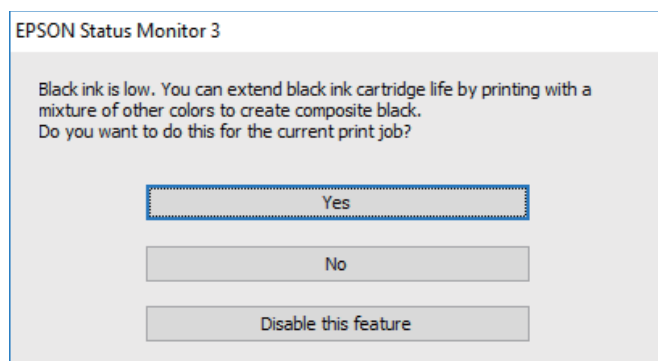 EPSON Status Monitor 3
Black ink is low. You can extend black ink cartridge life by printing with a
mixture of other colors to create composite black.
Do you want to do this for the current print job?
Yes
No
Disable this feature